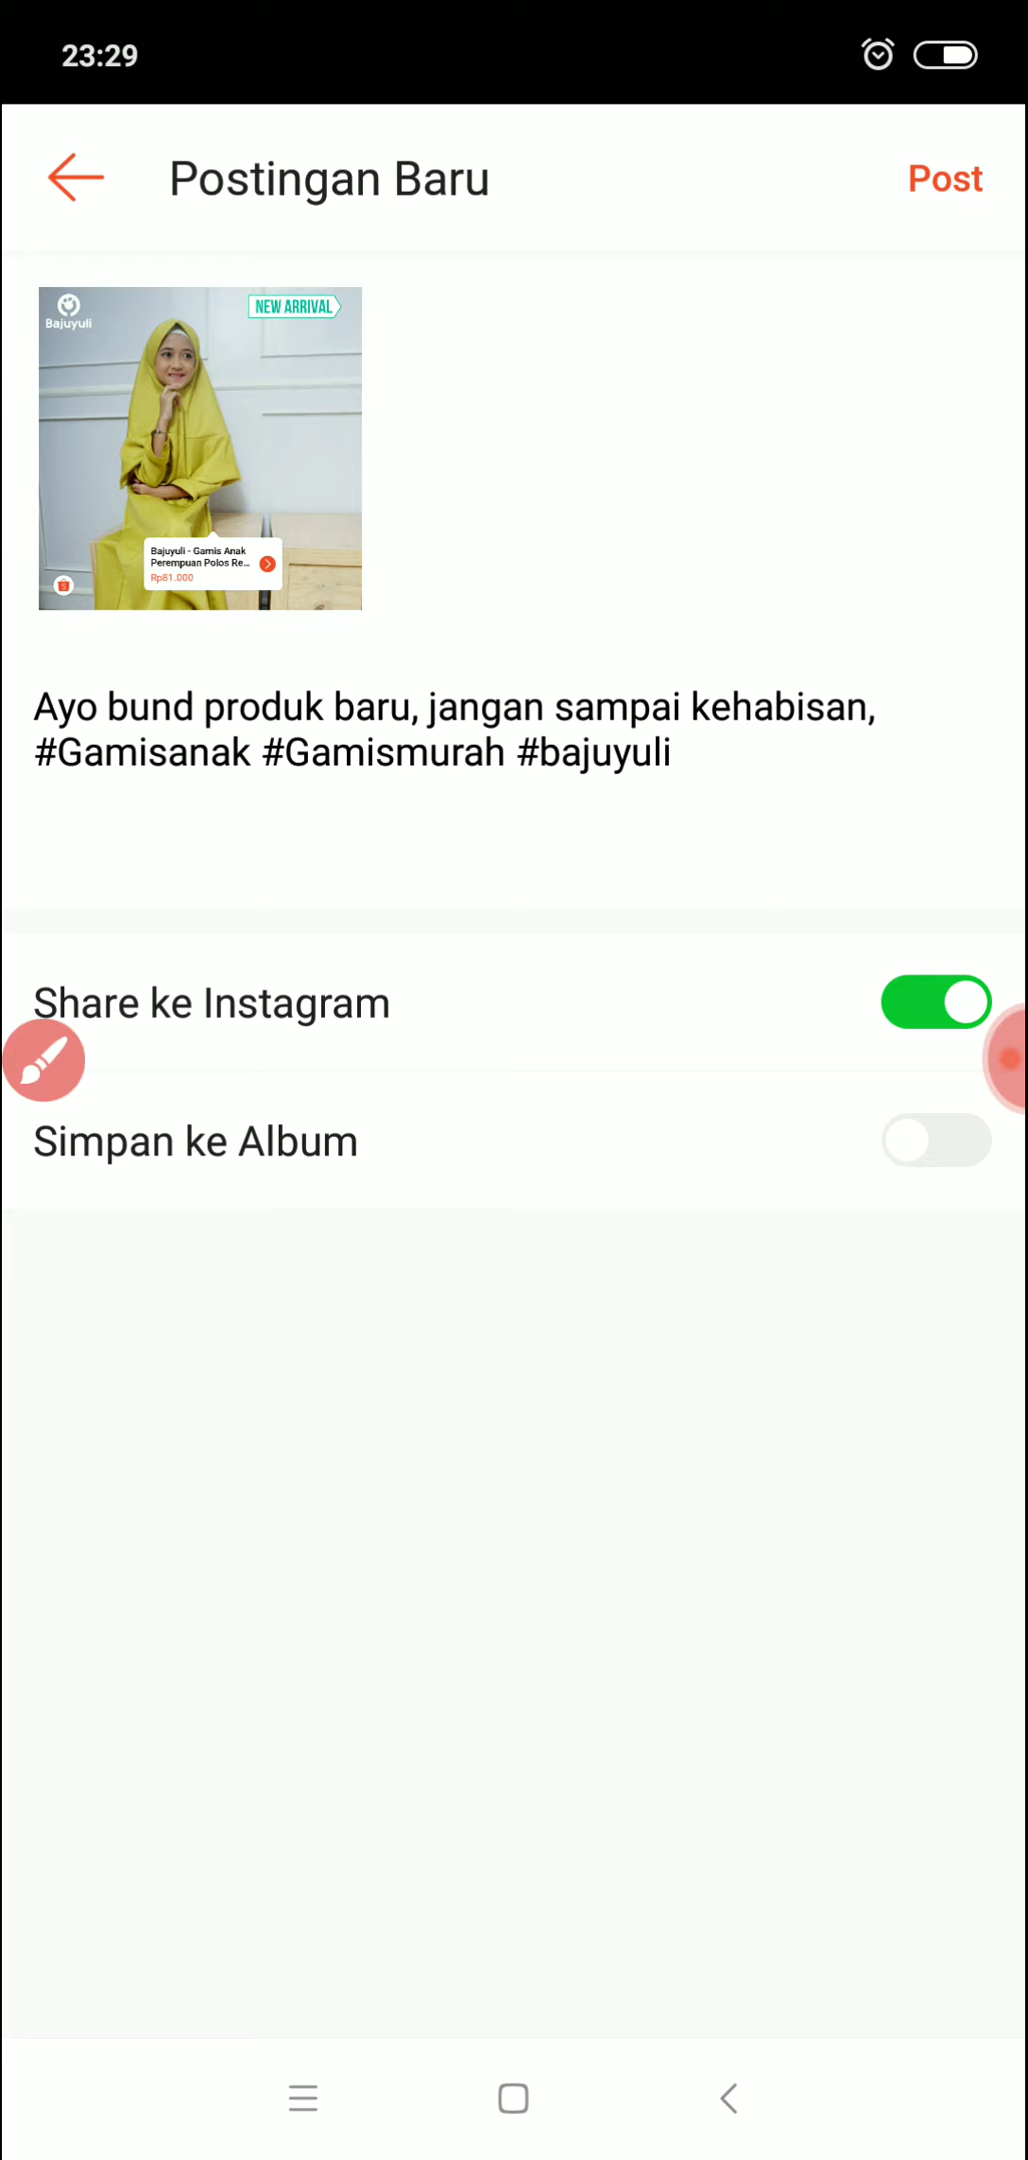 23:29
Postingan Baru
Post
Bajuyuli
NEW ARRIVAL
Bajuyuli - Gamis Anak
Perempuan Polos Re...
Rp81.000
Ayo bund produk baru, jangan sampai kehabisan,
#Gamisanak #Gamismurah #bajuyuli
Share ke Instagram
Simpan ke Album